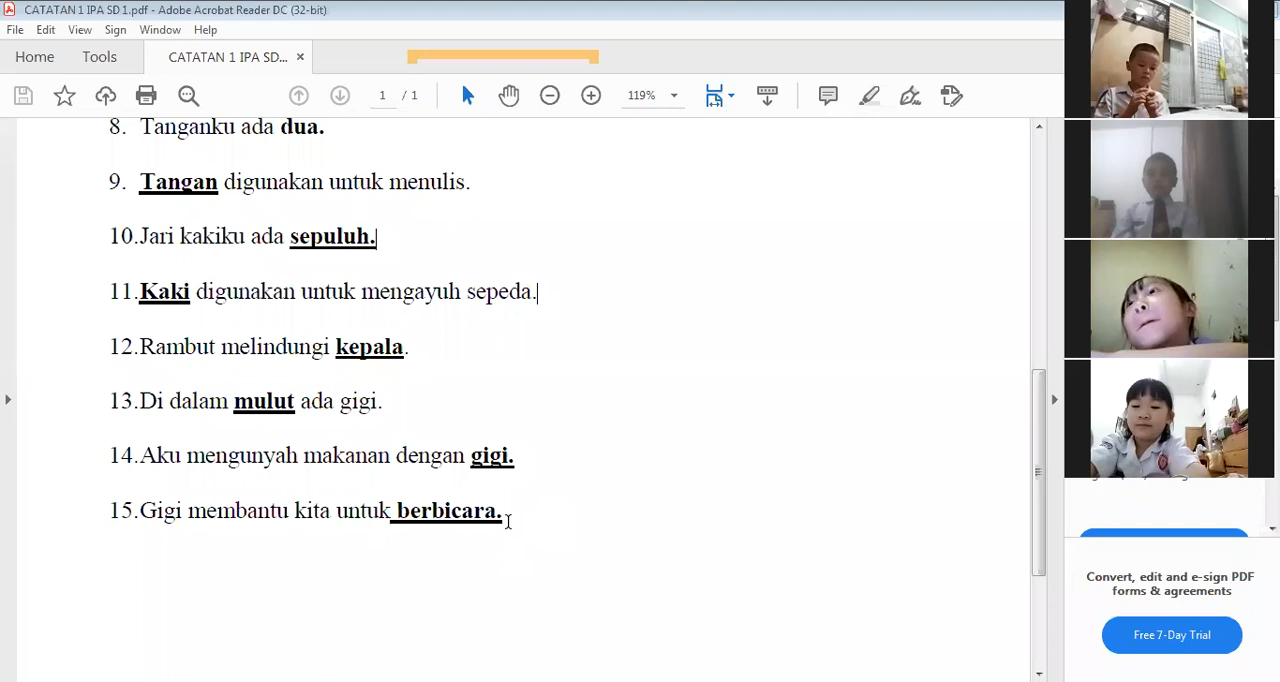 CATATAN 1 IPA SD 1.pdf - Adobe Acrobat Reader DC (32-bit)
File Edit View Sign Window Help
Home Tools CATATAN 1 IPA SD... ×
1 / 1 119%
8. Tanganku ada dua.
9. Tangan digunakan untuk menulis.
10.Jari kakiku ada sepuluh.
11.Kaki digunakan untuk mengayuh sepeda.
12.Rambut melindungi kepala.
13.Di dalam mulut ada gigi.
14.Aku mengunyah makanan dengan gigi.
15.Gigi membantu kita untuk berbicara.
Convert, edit and e-sign PDF
forms & agreements
Free 7-Day Trial